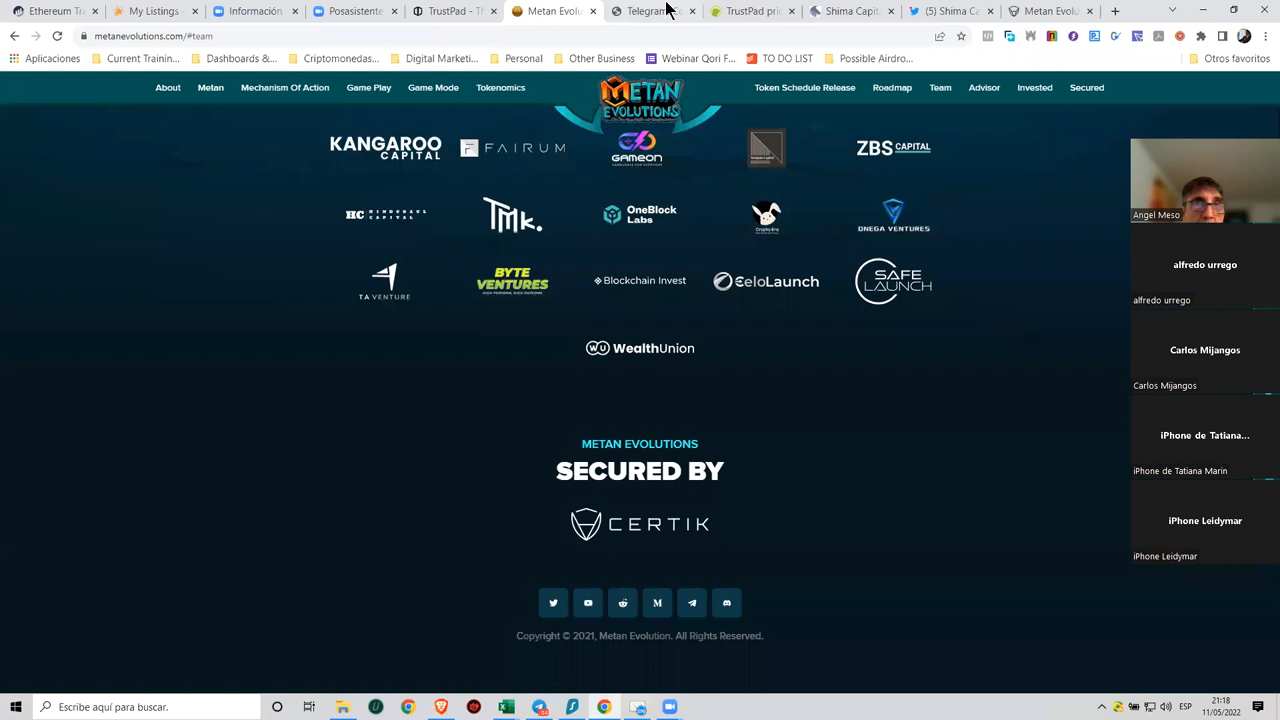 Ethereum Tr
My Listings -
Información
Posasistente
TrustPad - Th
Metan Evolu
Telegram
TrustPad pric
Shima Capit
(5) Shima Ca
Metan Evolu
metanevolutions.com/#team
Aplicaciones
Current Trainin...
Dashboards &...
Criptomonedas...
Digital Marketi...
Personal
Other Business
Webinar Qori F...
TO DO LIST
Possible Airdro...
Otros favoritos
About
Metan
Mechanism Of Action
Game Play
Game Mode
Tokenomics
METAN
EVOLUTIONS
Token Schedule Release
Roadmap
Team
Advisor
Invested
Secured
KANGAROO
CAPITAL
FAIRUM
GAMEON
ZBS CAPITAL
TMK.
OneBlock
Labs
TA VENTURE
BYTE
VENTURES
Blockchain Invest
CeloLaunch
SAFE
LAUNCH
WU WealthUnion
METAN EVOLUTIONS
SECURED BY
CERTIK
Copyright © 2021, Metan Evolution. All Rights Reserved.
Angel Meso
alfredo urrego
alfredo urrego
Carlos Mijangos
Carlos Mijangos
iPhone de Tatiana...
iPhone de Tatiana Marin
iPhone Leidymar
iPhone Leidymar
Escribe aquí para buscar.
ESP
21:18
11/05/2022